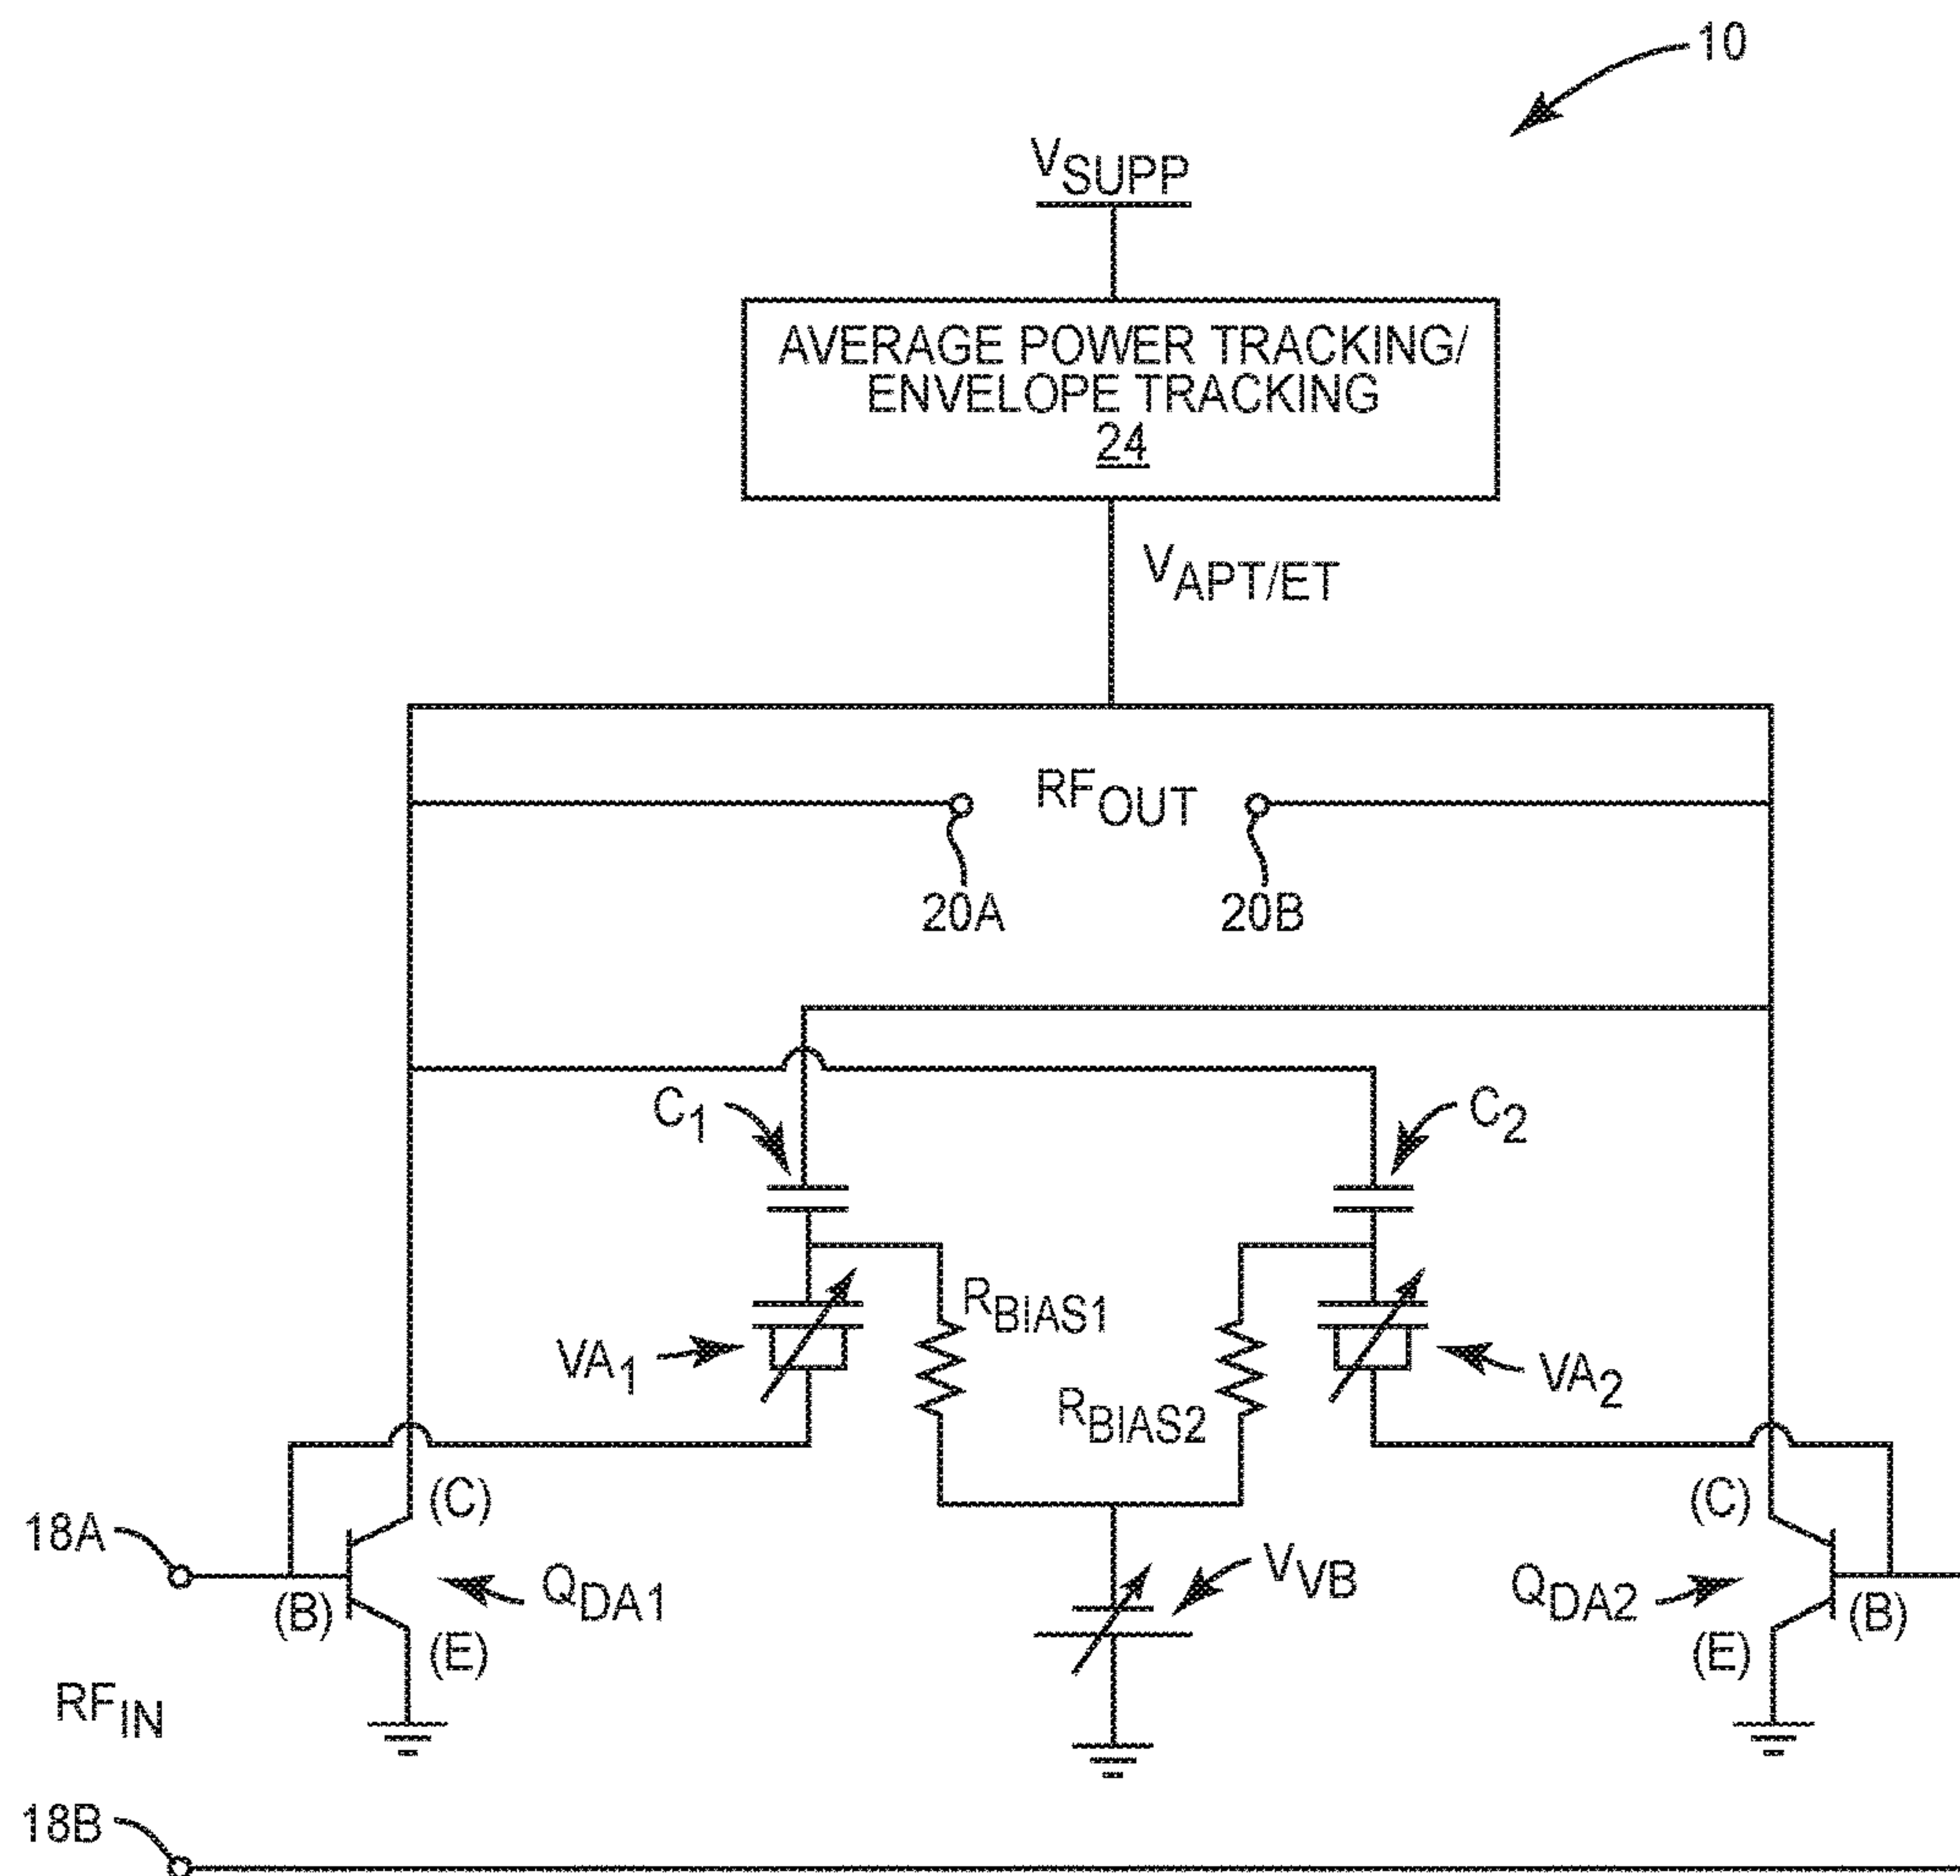 10
VSUPP
AVERAGE POWER TRACKING/
ENVELOPE TRACKING
24
VAPT/ET
RFOUT
20A
20B
C1
C2
RBIAS1
VA1
RBIAS2
VA2
(C)
(C)
18A
(B)
QDA1
VVB
QDA2
(B)
(E)
(E)
RFIN
18B